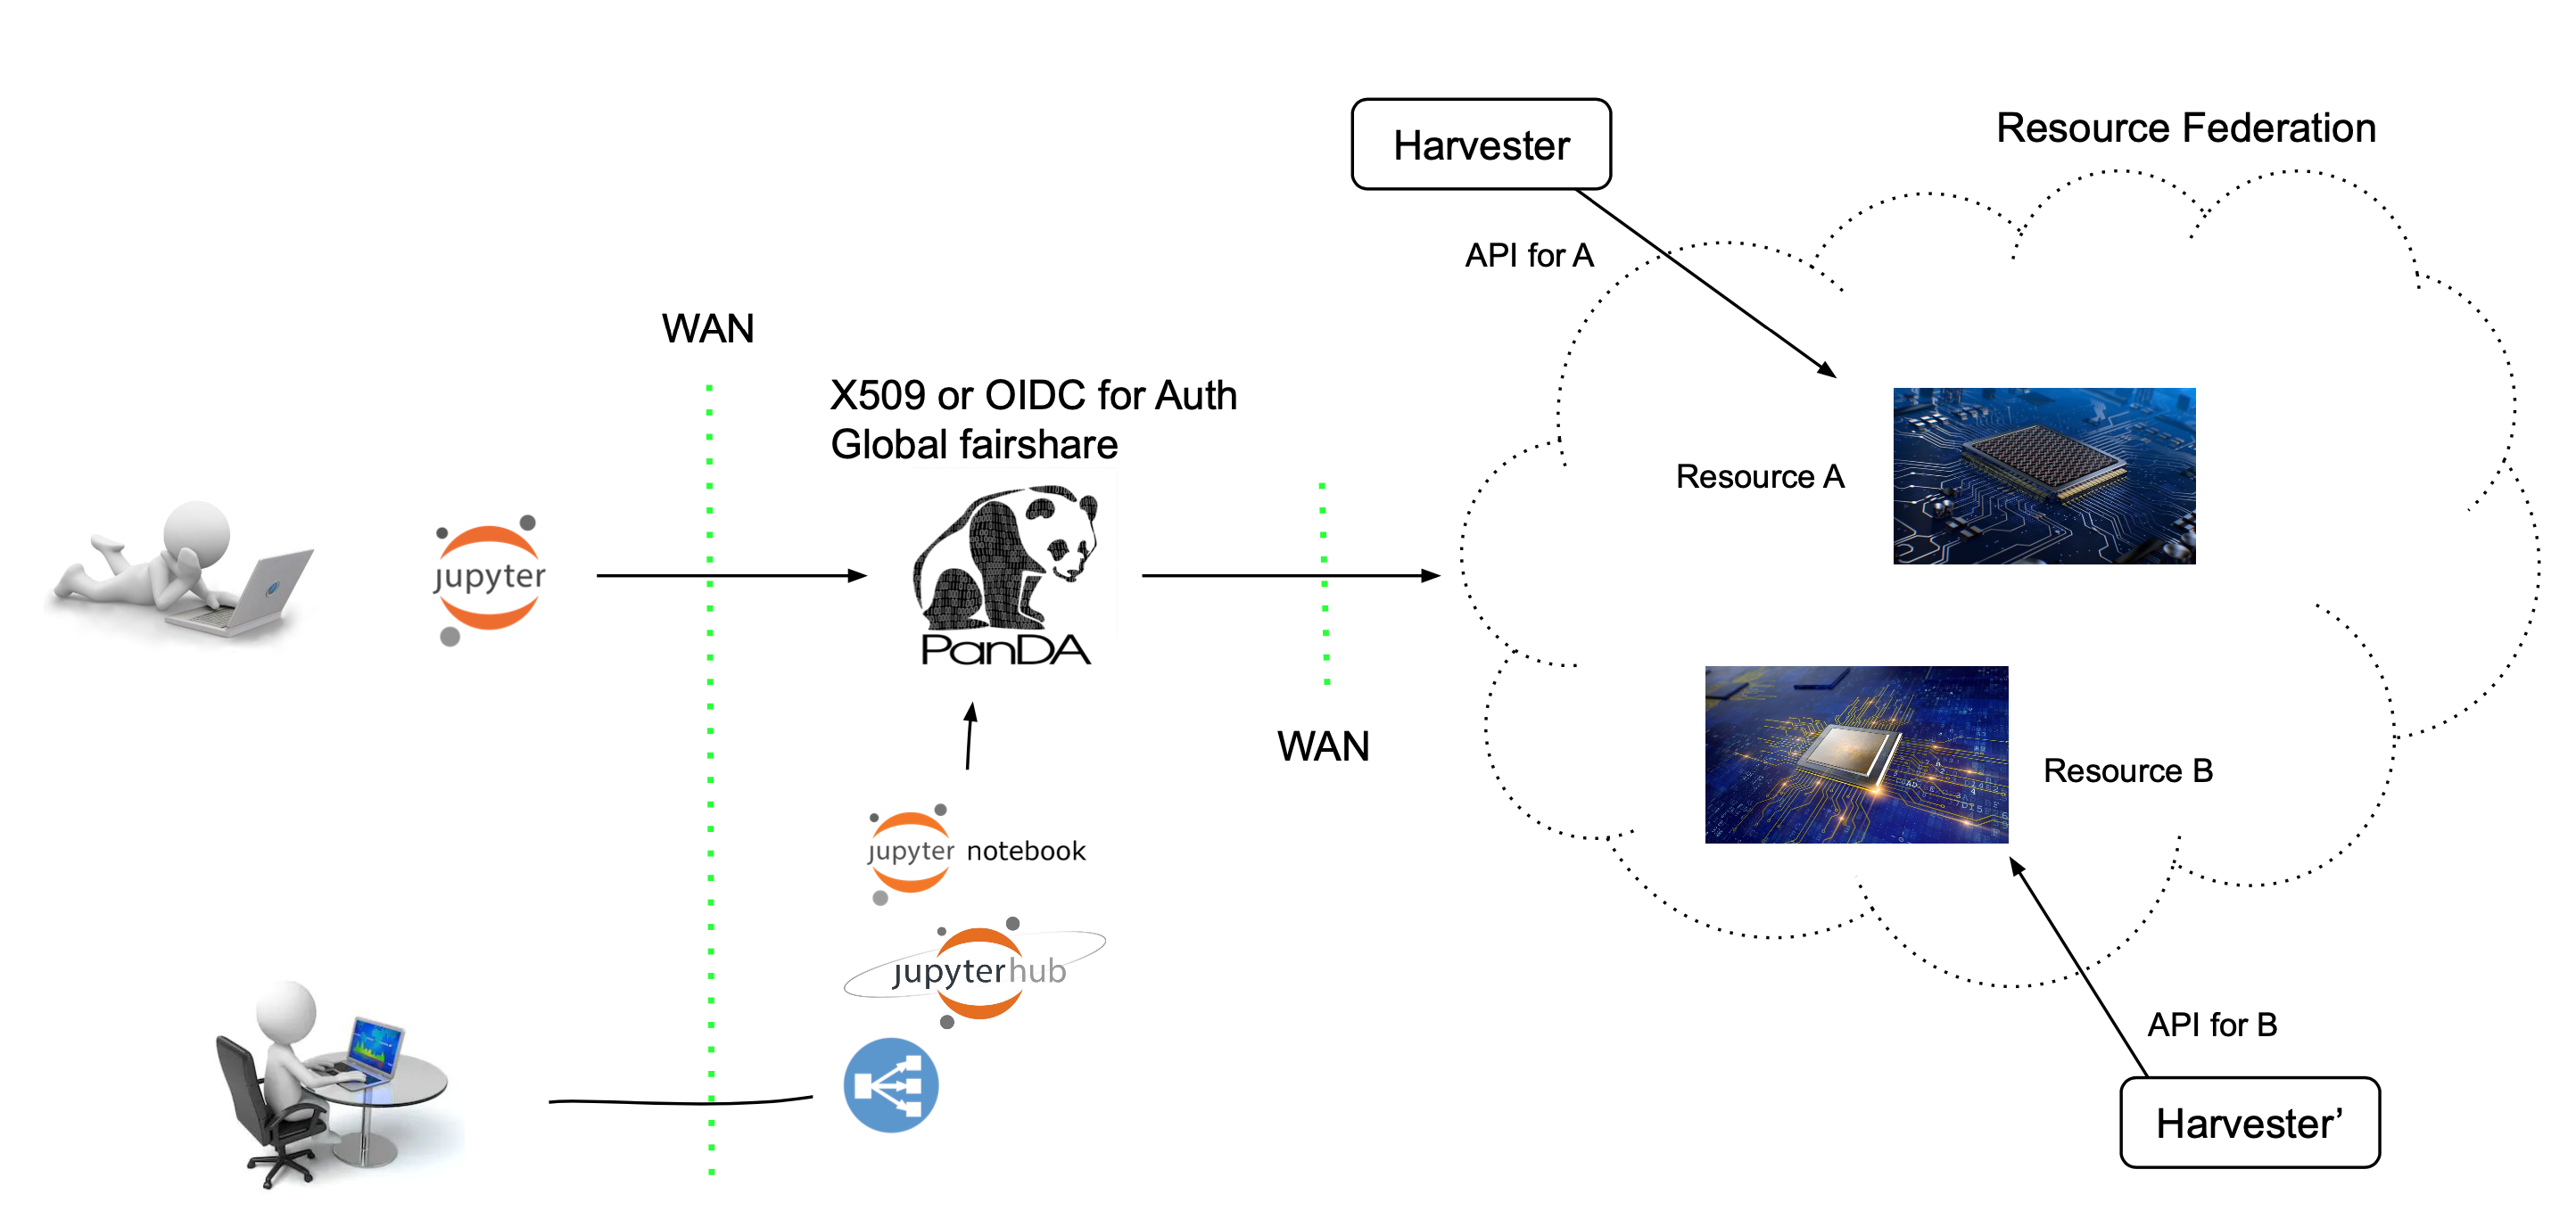 Harvester
Resource Federation
API for A
WAN
X509 or OIDC for Auth
Global fairshare
Resource A
jupyter
PanDA
WAN
Resource B
jupyter notebook
jupyterhub
API for B
Harvester’